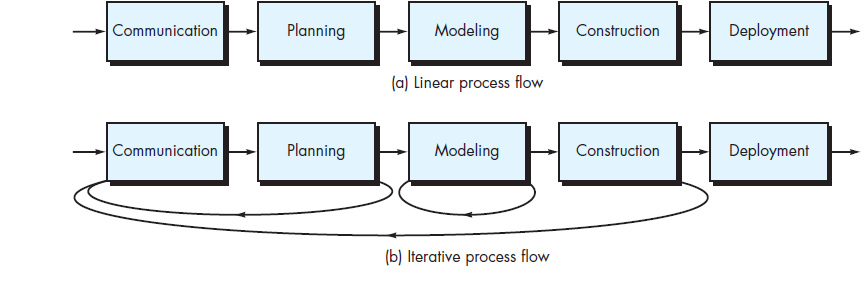 Communication Planning Modeling Construction Deployment
(a) Linear process flow
Communication Planning Modeling Construction Deployment
(b) Iterative process flow